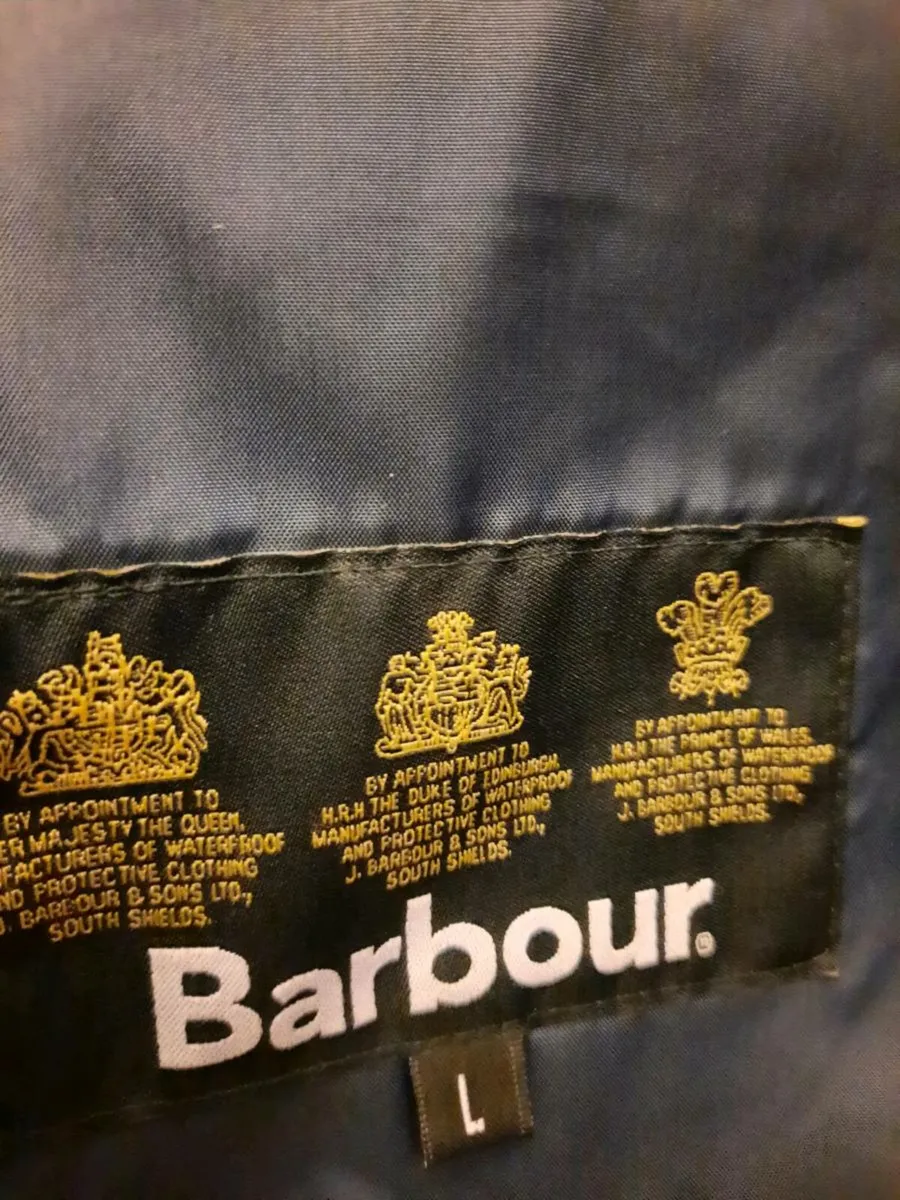 BY APPOINTMENT TO
ER MAJESTY THE QUEEN,
FACTURERS OF WATERPROOF
ND PROTECTIVE CLOTHING
J. BARBOUR & SONS LTD.,
SOUTH SHIELDS.
BY APPOINTMENT TO
H.R.H THE DUKE OF EDINBURGH,
MANUFACTURERS OF WATERPROOF
AND PROTECTIVE CLOTHING
J. BARBOUR & SONS LTD.,
SOUTH SHIELDS.
BY APPOINTMENT TO
H.R.H THE PRINCE OF WALES.
MANUFACTURERS OF WATERPROOF
AND PROTECTIVE CLOTHING
J. BARBOUR & SONS LTD.,
SOUTH SHIELDS.
Barbour®
L